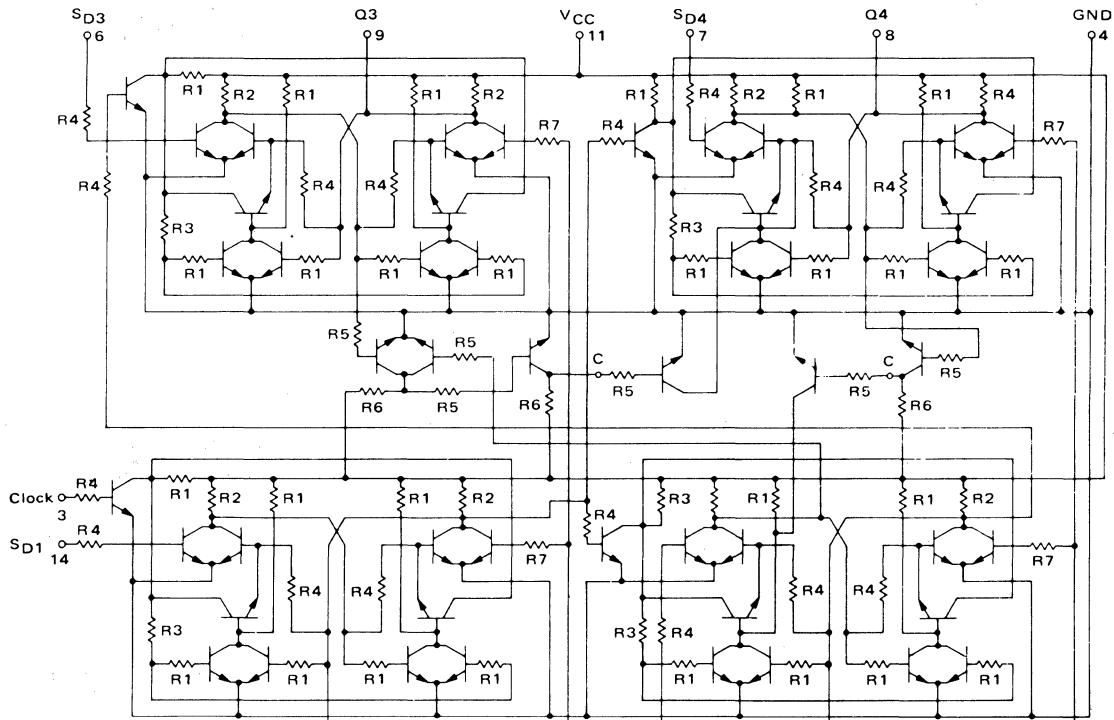 SD3 Q3 VCC SD4 Q4 GND
6 9 11 7 8 4
R1 R2 R1 R1 R2 R1 R4 R2 R1 R1 R4
R4 R7 R4 R7
R4 R4 R4 R4 R4
R3 R3
R1 R1 R1 R1 R1 R1 R1 R1
R5 R5 C C
R6 R5 R5 R5 R5
R6 R6
R4 R1 R2 R1 R1 R2 R3 R1 R1 R2
Clock
3 R4 R4
SD1
14 R7 R7
R4 R4 R4 R4
R3 R3 R4
R1 R1 R1 R1 R1 R1 R1 R1